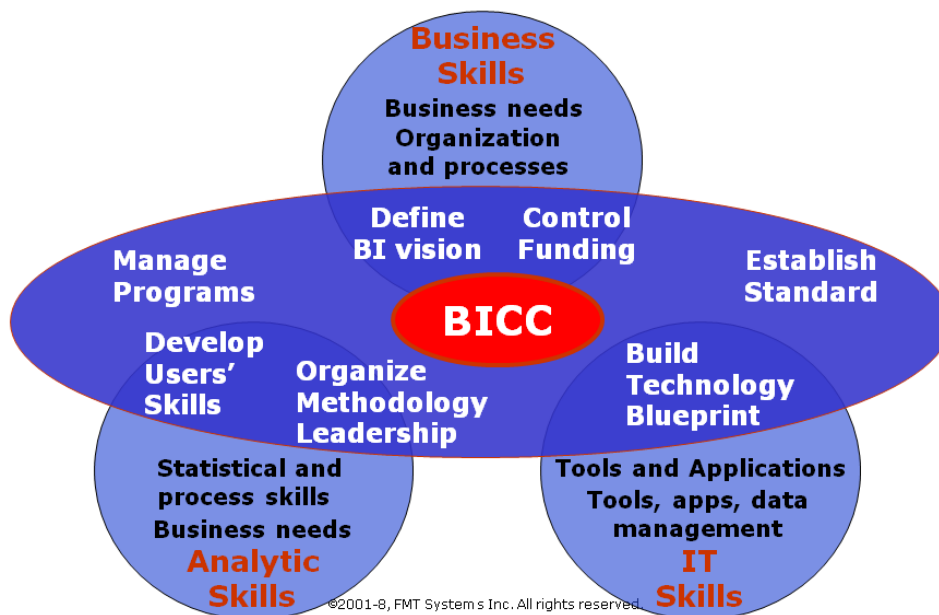 Business
Skills
Business needs
Organization
and processes
Define
BI vision
Control
Funding
Manage
Programs
Establish
Standard
BICC
Develop
Users’
Skills
Organize
Methodology
Leadership
Build
Technology
Blueprint
Statistical and
process skills
Business needs
Analytic
Skills
Tools and Applications
Tools, apps, data
management
IT
Skills
©2001-8, FMT Systems Inc. All rights reserved.